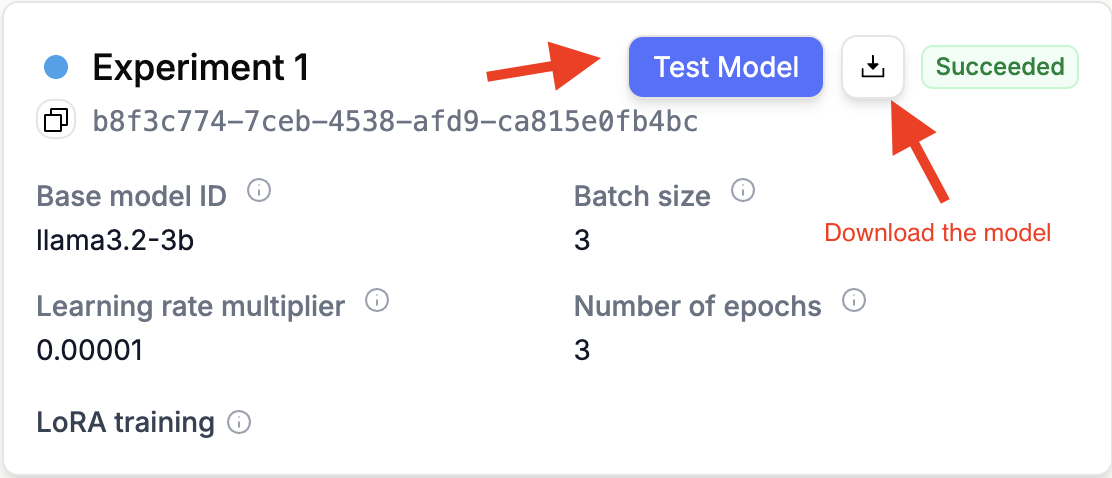 Experiment 1
Test Model
Succeeded
b8f3c774-7ceb-4538-afd9-ca815e0fb4bc
Download the model
Base model ID
llama3.2-3b
Batch size
3
Learning rate multiplier
0.00001
Number of epochs
3
LoRA training